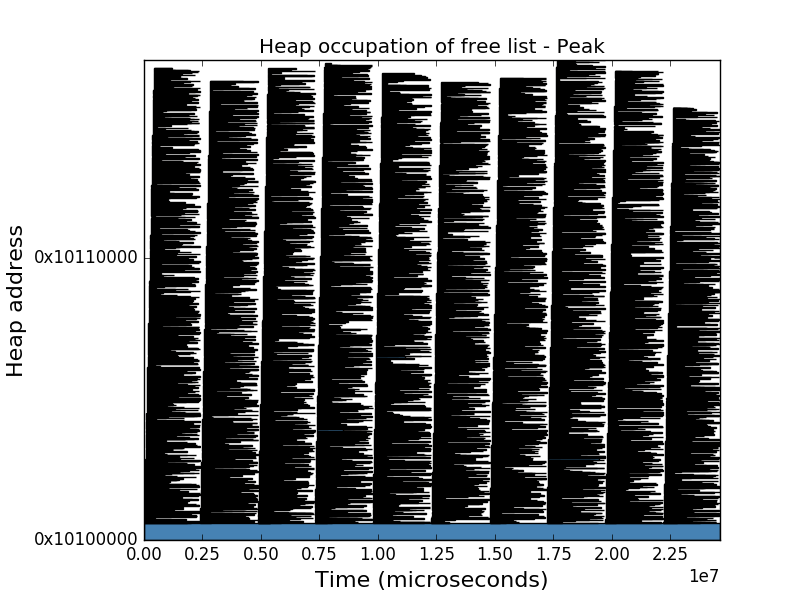 Heap occupation of free list - Peak
Heap address
0x10110000
0x10100000
0.00 0.25 0.50 0.75 1.00 1.25 1.50 1.75 2.00 2.25
1e7
Time (microseconds)